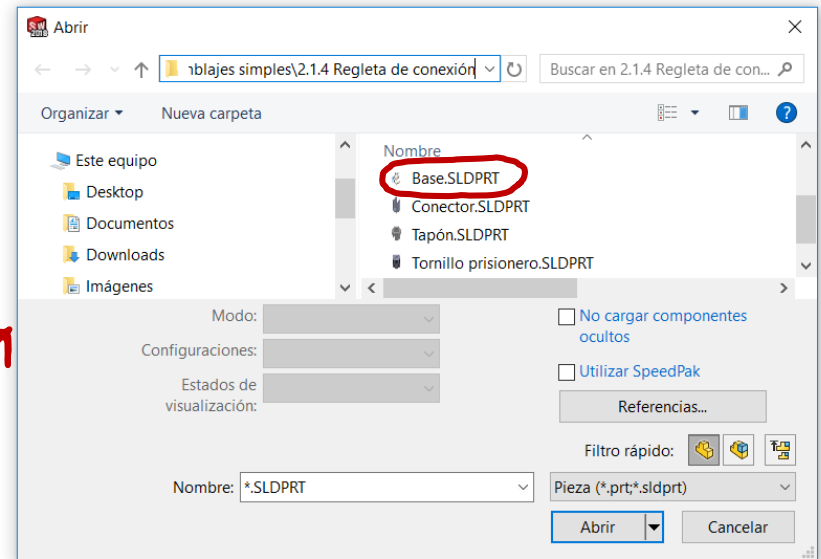 SW
2018
Abrir
nblajes simples\2.1.4 Regleta de conexión
Buscar en 2.1.4 Regleta de con...
Organizar
Nueva carpeta
Este equipo
Desktop
Documentos
Downloads
Imágenes
Nombre
Base.SLDPRT
Conector.SLDPRT
Tapón.SLDPRT
Tornillo prisionero.SLDPRT
Modo:
Configuraciones:
Estados de
visualización:
No cargar componentes
ocultos
Utilizar SpeedPak
Referencias...
Filtro rápido:
Nombre: *.SLDPRT
Pieza (*.prt;*.sldprt)
Abrir
Cancelar